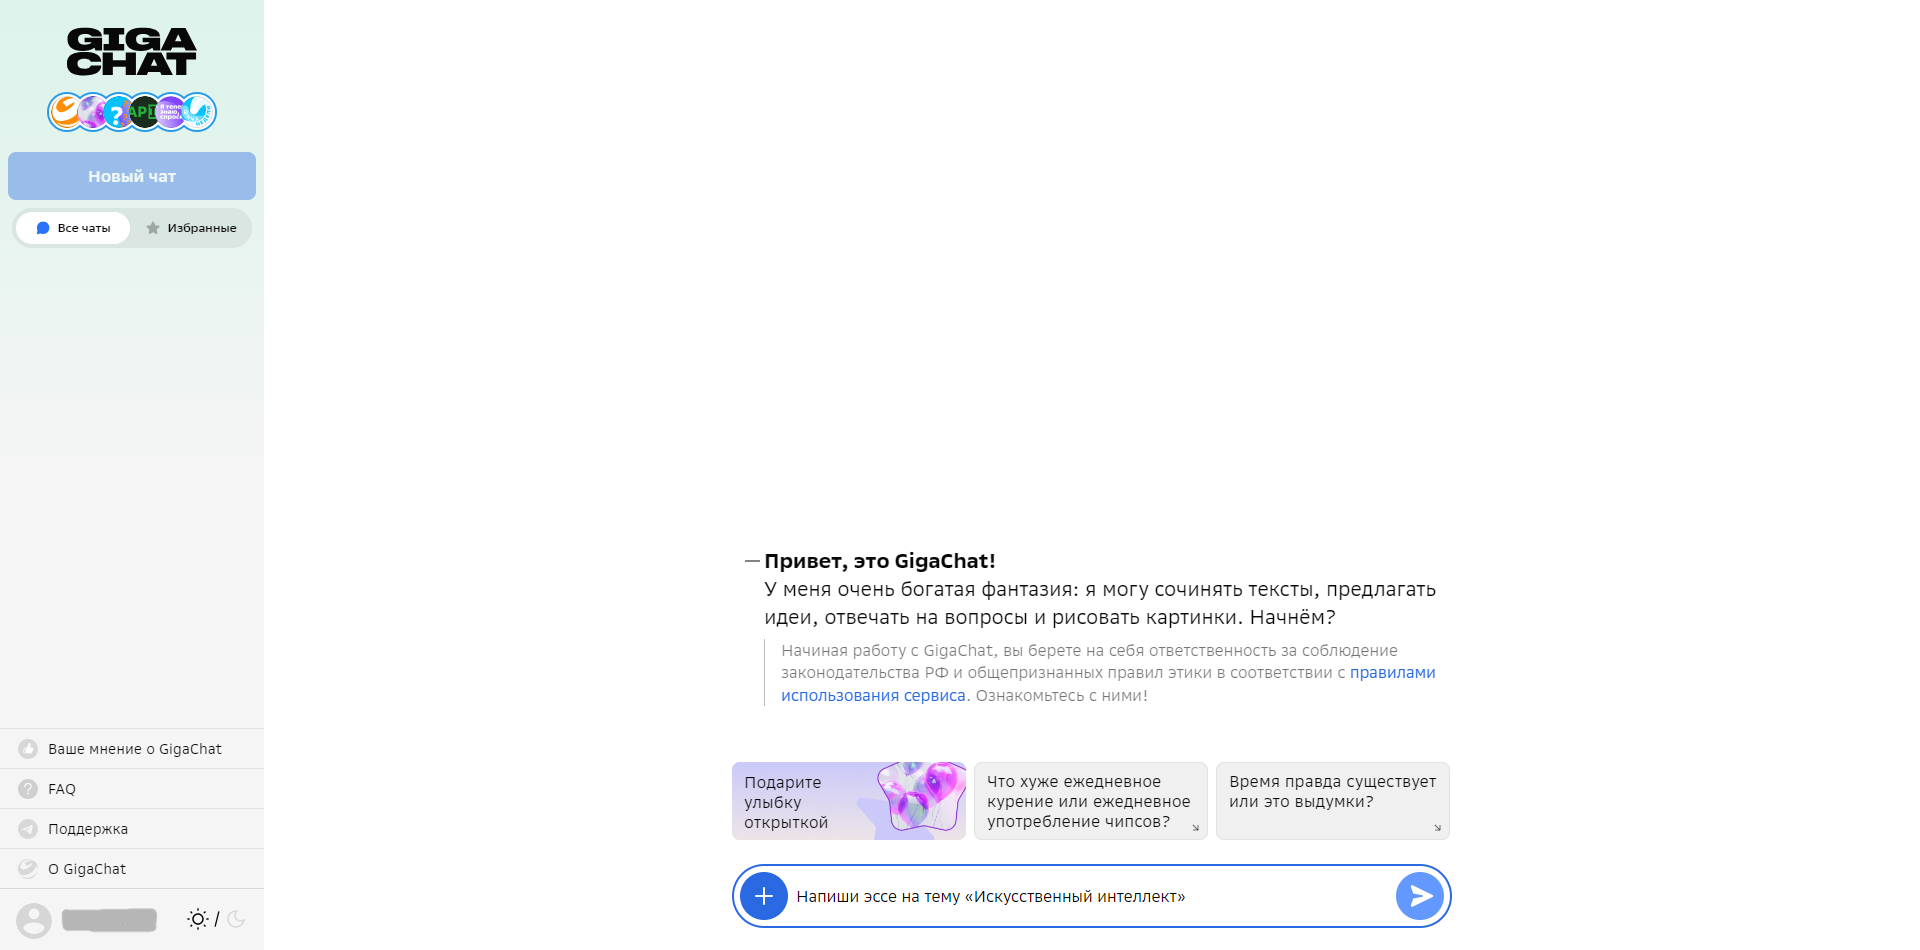 GIGA
CHAT
?
Новый чат
Все чаты
Избранные
Привет, это GigaChat!
У меня очень богатая фантазия: я могу сочинять тексты, предлагать
идеи, отвечать на вопросы и рисовать картинки. Начнём?
Начиная работу с GigaChat, вы берете на себя ответственность за соблюдение
законодательства РФ и общепризнанных правил этики в соответствии с правилами
использования сервиса. Ознакомьтесь с ними!
Подарите
улыбку
открыткой
Что хуже ежедневное
курение или ежедневное
употребление чипсов?
Время правда существует
или это выдумки?
Напиши эссе на тему «Искусственный интеллект»
Ваше мнение о GigaChat
FAQ
Поддержка
О GigaChat
/